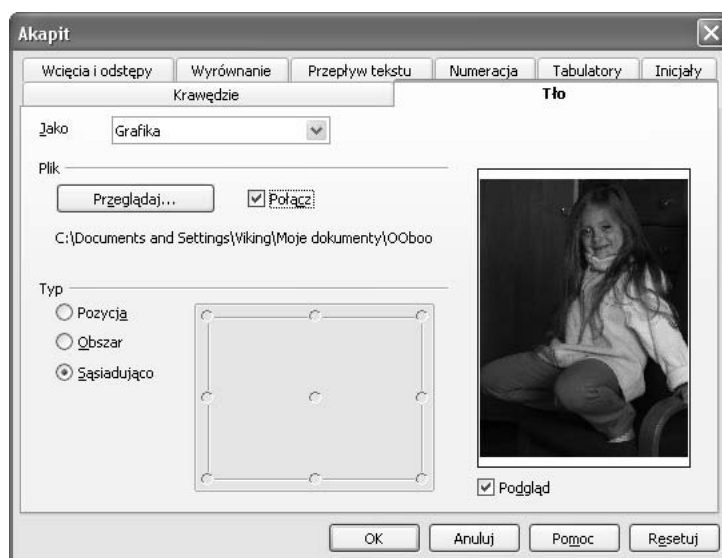 Akapit
Wcięcia i odstępy Wyrównanie Przepływ tekstu Numeracja Tabulatory Inicjały
Krawędzie Tło
Jako Grafika
Plik
Przeglądaj... Połącz
C:\Documents and Settings\Viking\Moje dokumenty\OOboo
Typ
Pozycja
Obszar
Sąsiadująco
Podgląd
OK Anuluj Pomoc Resetuj